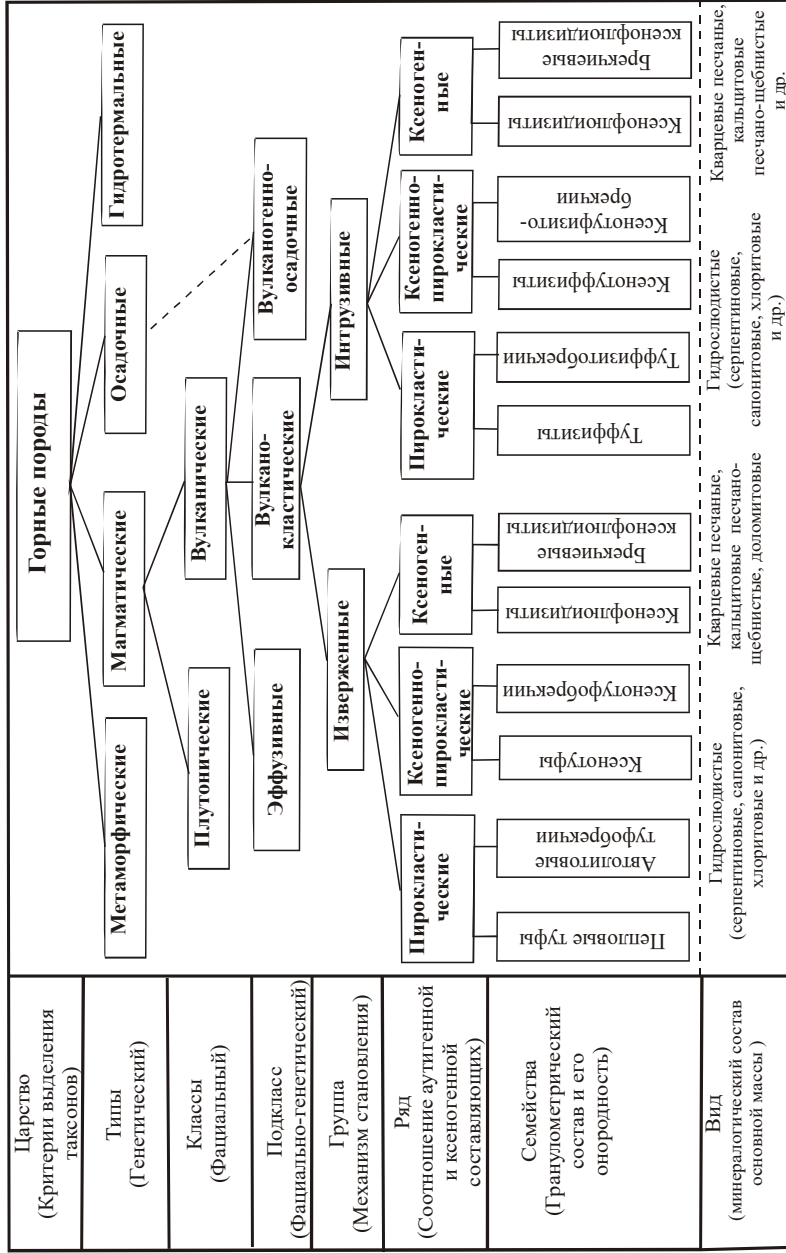 Царство
(Критерии выделения
таксонов)
Горные породы
Типы
(Генетический)
Метаморфические
Магматические
Осадочные
Гидротермальные
Классы
(Фациальный)
Плутонические
Вулканические
Подкласс
(Фациально-генетический)
Эффузивные
Вулкано-
кластические
Вулканогенно-
осадочные
Группа
(Механизм становления)
Изверженные
Интрузивные
Ряд
(Соотношение аутигенной
и ксеногенной
составляющих)
Пирокласти-
ческие
Ксеногенно-
пирокласти-
ческие
Ксеноген-
ные
Пирокласти-
ческие
Ксеногенно-
пирокласти-
ческие
Ксеноген-
ные
Семейства
(Гранулометрический
состав и его
онородность)
Пепловые туфы
Автолитовые
туфобрекчии
Ксенотуфы
Ксенотуфобрекчии
Ксенофлюидизиты
Брекчиевые
ксенофлюидизиты
Туффизиты
Туффизитобрекчии
Ксенотуффизиты
Ксенотуфизито-
брекчии
Ксенофлюидизиты
Брекчиевые
ксенофлюидизиты
Вид
(минералогический состав
основной массы )
Гидрослюдистые
(серпентиновые, сапонитовые,
хлоритовые и др.)
Кварцевые песчаные,
кальцитовые песчано-
щебнистые, доломитовые
Гидрослюдистые
(серпентиновые,
сапонитовые, хлоритовые
и др.)
Кварцевые песчаные,
кальцитовые
песчано-щебнистые
и др.